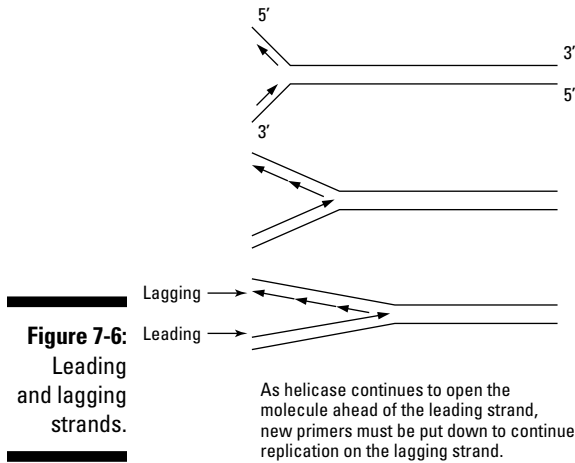 5′
3′
5′
3′
Lagging
Leading
Figure 7-6:
Leading
and lagging
strands.
As helicase continues to open the
molecule ahead of the leading strand,
new primers must be put down to continue
replication on the lagging strand.